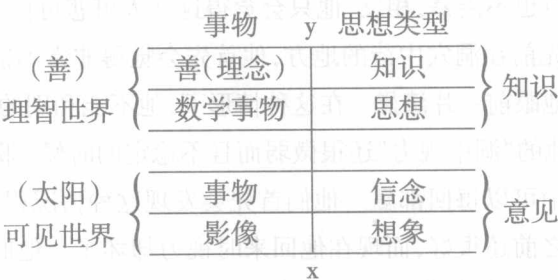 事物 y 思想类型
（善） 善(理念) 知识
理智世界 数学事物 思想 知识
（太阳） 事物 信念
可见世界 影像 想象 意见
x